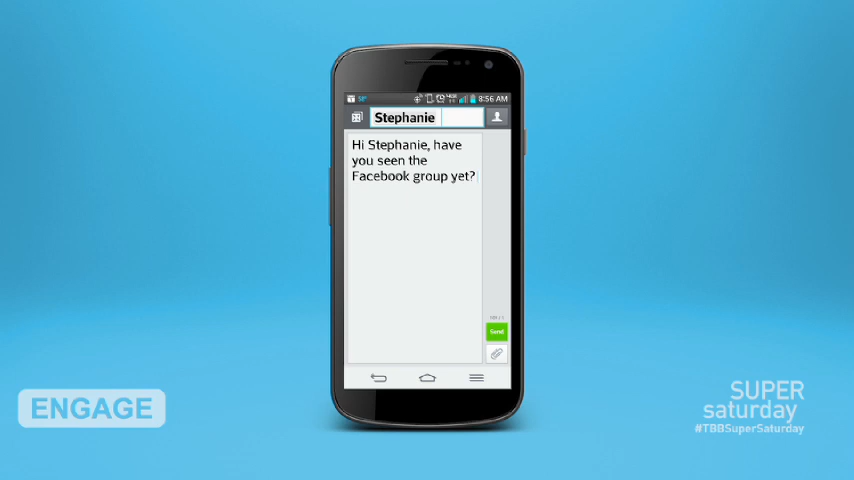 8:56 AM
Stephanie
Hi Stephanie, have
you seen the
Facebook group yet?
Send
ENGAGE
SUPER
saturday
#TBBSuperSaturday